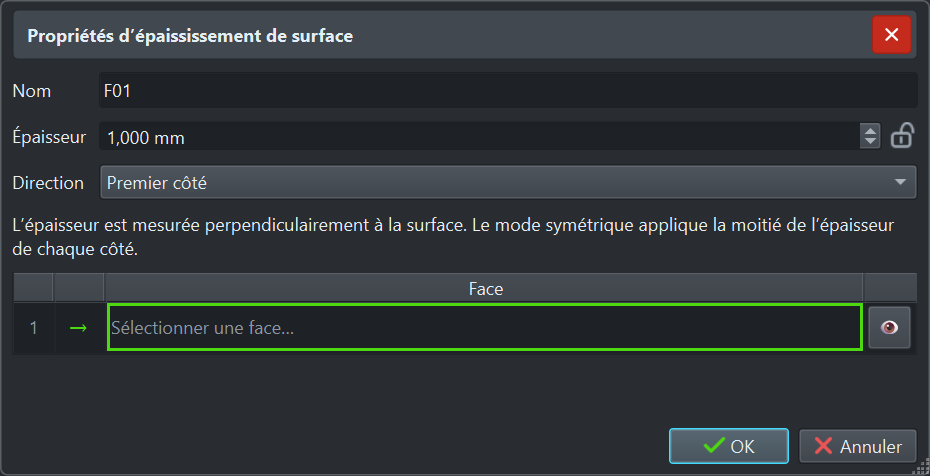 Propriétés d’épaississement de surface
Nom F01
Épaisseur 1,000 mm
Direction Premier côté
L’épaisseur est mesurée perpendiculairement à la surface. Le mode symétrique applique la moitié de l’épaisseur
de chaque côté.
Face
1 → Sélectionner une face...
OK Annuler